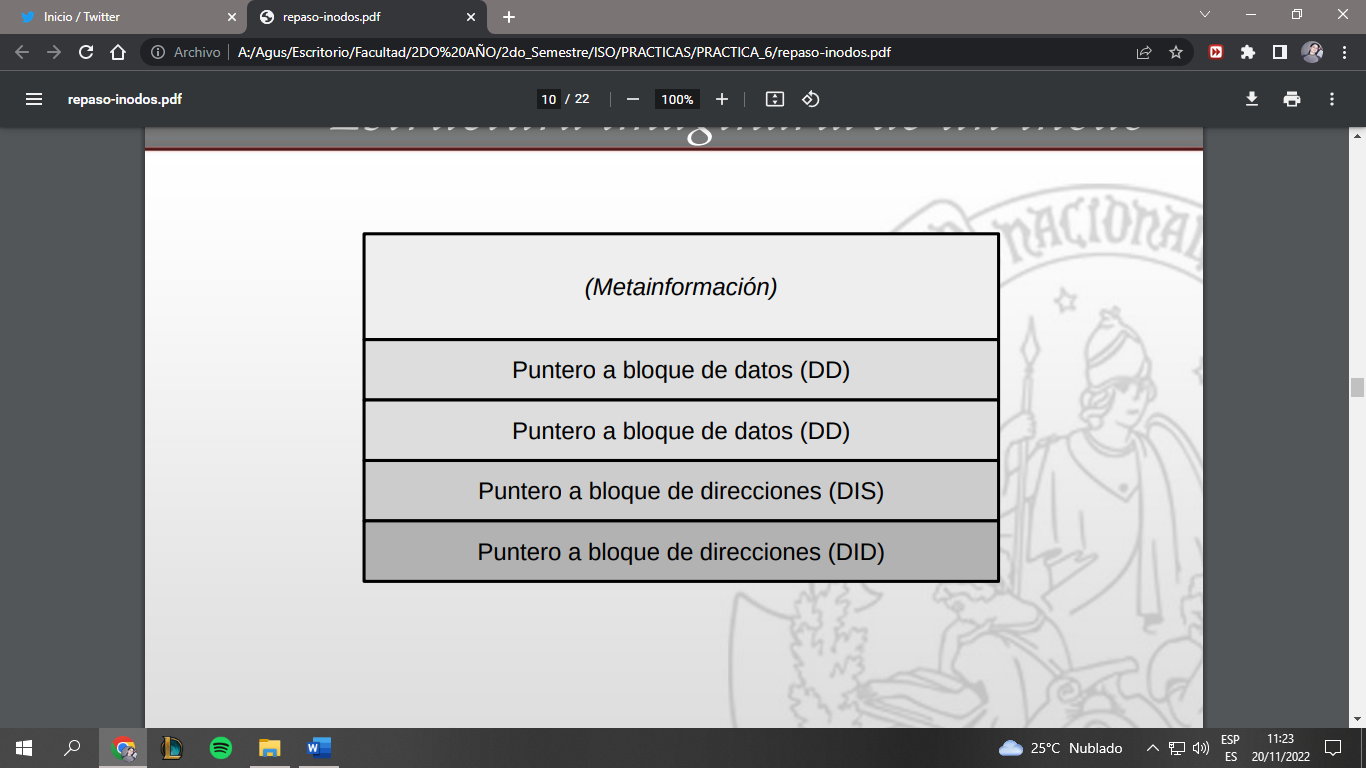 Inicio / Twitter
repaso-inodos.pdf
Archivo
A:/Agus/Escritorio/Facultad/2DO%20AÑO/2do_Semestre/ISO/PRACTICAS/PRACTICA_6/repaso-inodos.pdf
repaso-inodos.pdf
10 / 22
100%
NACIONAL
(Metainformación)
Puntero a bloque de datos (DD)
Puntero a bloque de datos (DD)
Puntero a bloque de direcciones (DIS)
Puntero a bloque de direcciones (DID)
25°C Nublado
ESP
ES
11:23
20/11/2022